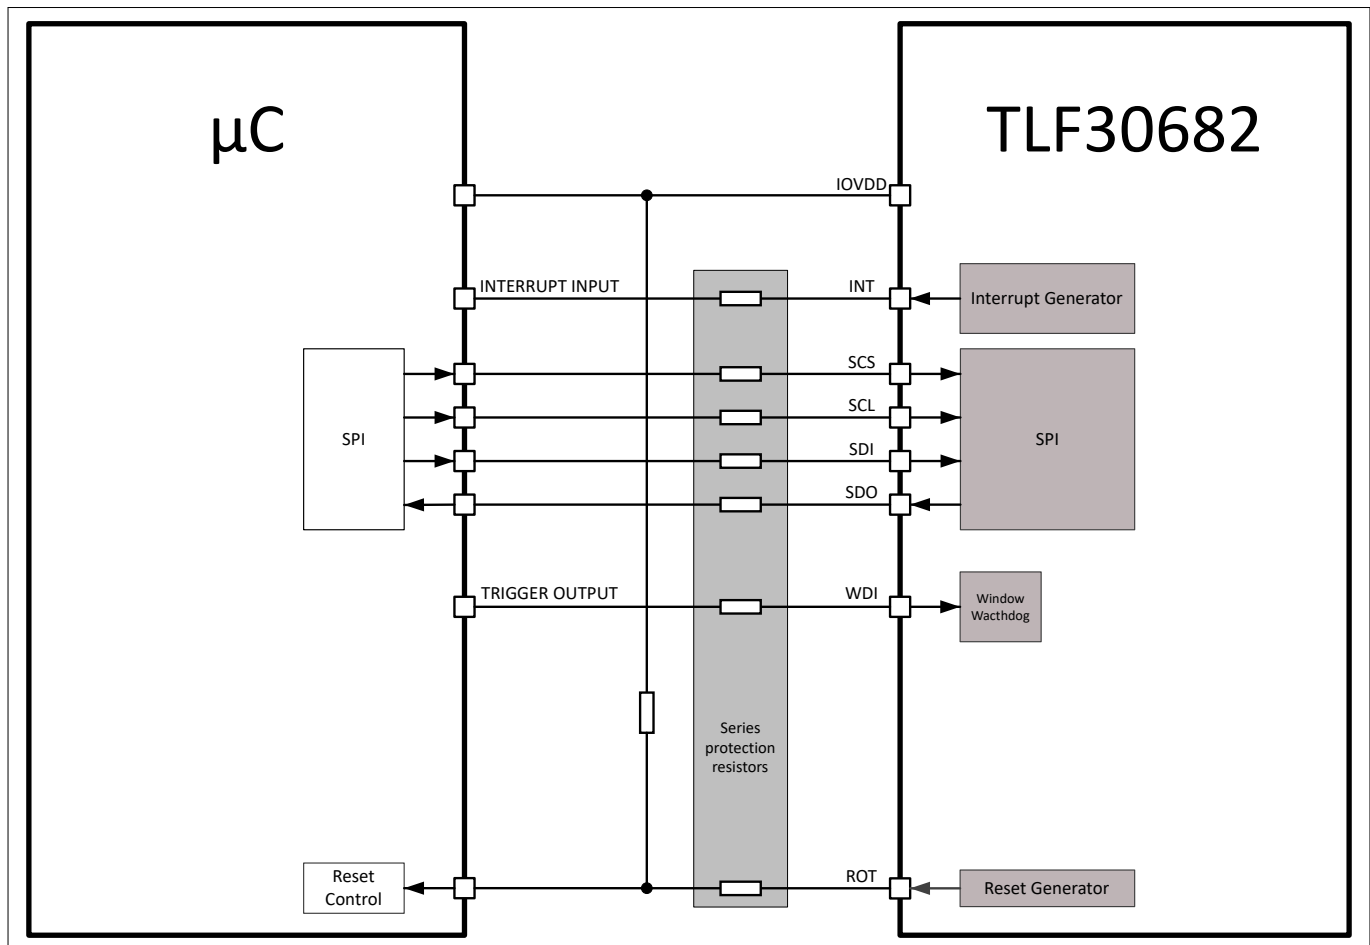 µC
TLF30682
IOVDD
INTERRUPT INPUT
INT
Interrupt Generator
SCS
SCL
SPI
SDI
SPI
SDO
TRIGGER OUTPUT
WDI
Window
Wacthdog
Series
protection
resistors
Reset
Control
ROT
Reset Generator